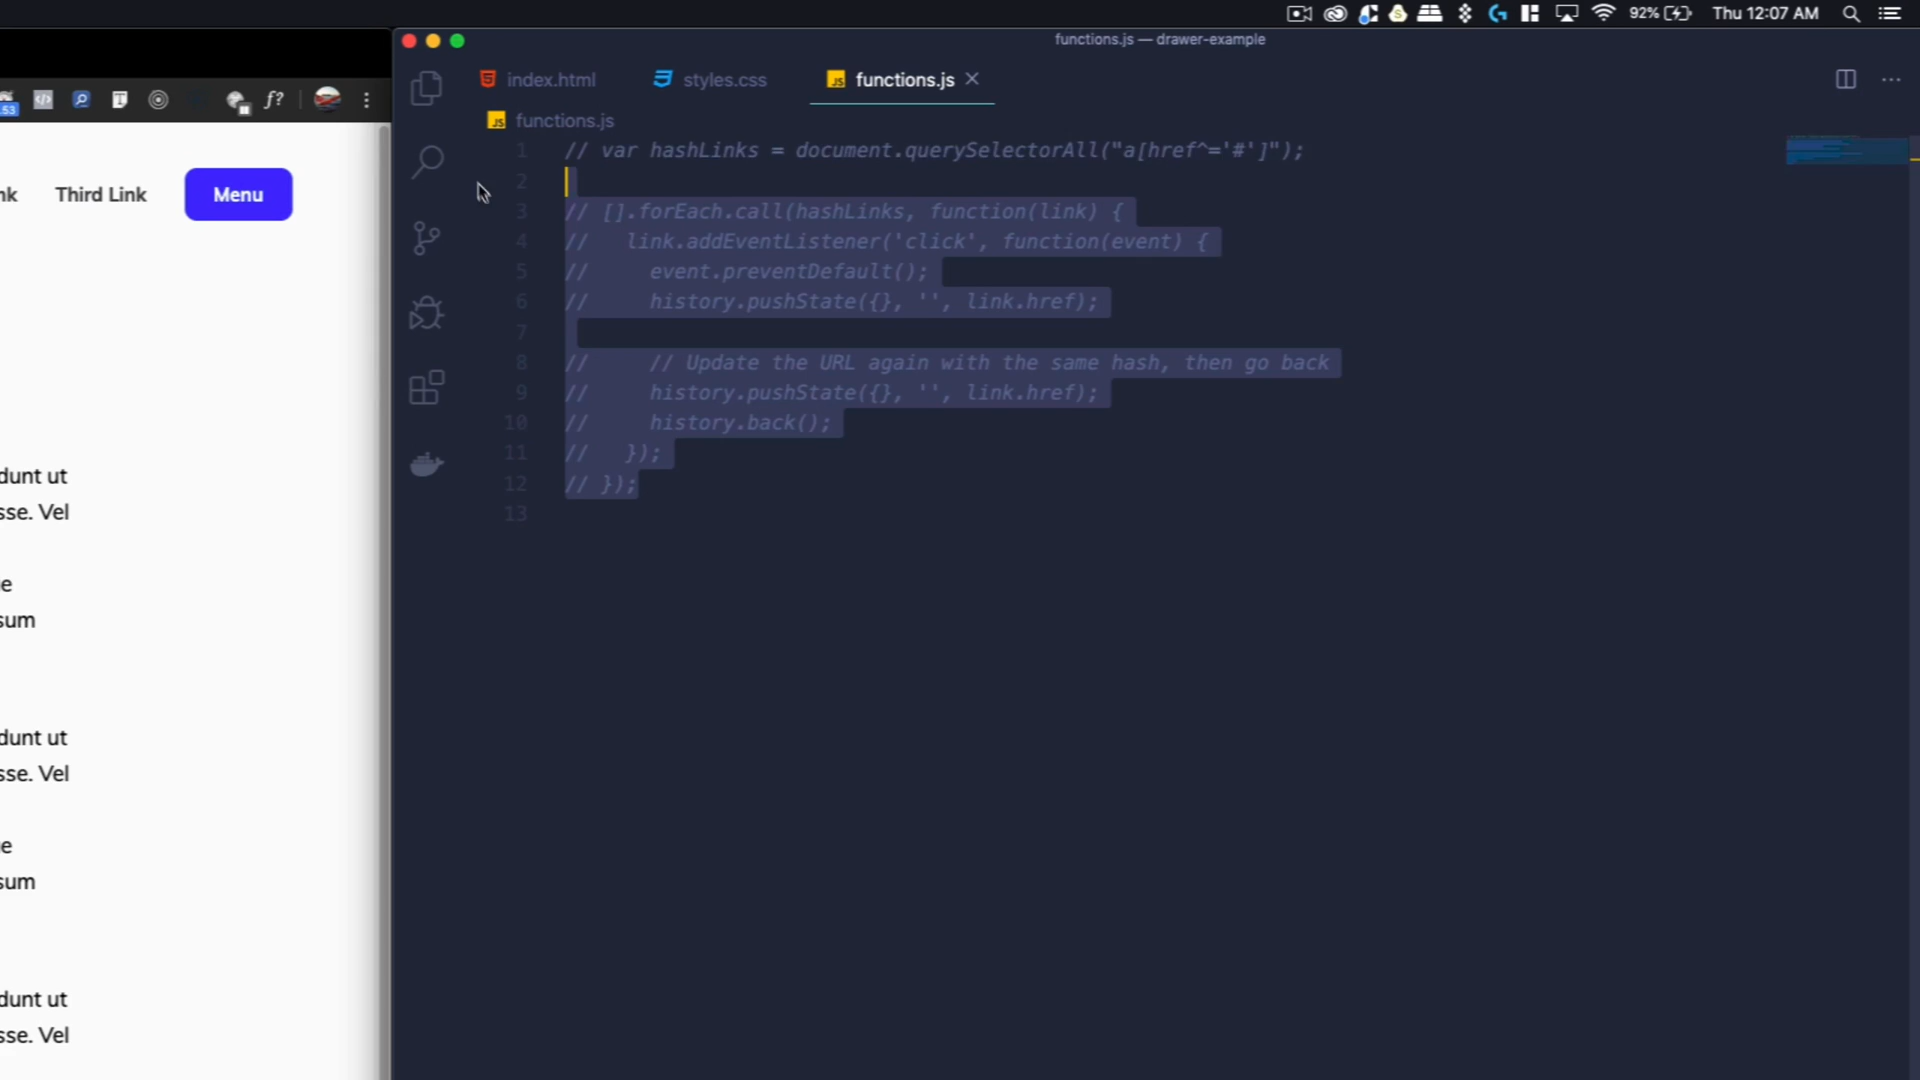 92% Thu 12:07 AM
functions.js — drawer-example
index.html styles.css functions.js
functions.js
.53
f?
nk Third Link Menu
1 // var hashLinks = document.querySelectorAll("a[href^='#']");
2
3 // [].forEach.call(hashLinks, function(link) {
4 // link.addEventListener('click', function(event) {
5 // event.preventDefault();
6 // history.pushState({}, '', link.href);
7
8 // // Update the URL again with the same hash, then go back
9 // history.pushState({}, '', link.href);
10 // history.back();
11 // });
12 // });
13
dunt ut
sse. Vel
e
sum
dunt ut
sse. Vel
e
sum
dunt ut
sse. Vel